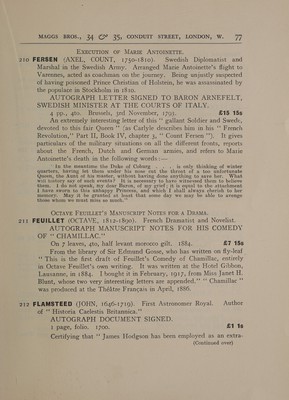 MAGGS BROS., 34 & 35, CONDUIT STREET, LONDON, W. 77
EXECUTION OF MARIE ANTOINETTE.
210 FERSEN (AXEL, COUNT, 1750-1810). Swedish Diplomatist and
Marshal in the Swedish Army. Arranged Marie Antoinette's flight to
Varennes, acted as coachman on the journey. Being unjustly suspected
of having poisoned Prince Christian of Holstein, he was assassinated by
the populace in Stockholm in 1810.
AUTOGRAPH LETTER SIGNED TO BARON ARNEFELT,
SWEDISH MINISTER AT THE COURTS OF ITALY.
4 pp., 4to. Brussels, 3rd November, 1793. £15 15s
An extremely interesting letter of this " gallant Soldier and Swede,
devoted to this fair Queen " (as Carlyle describes him in his " French
Revolution," Part II, Book IV, chapter 3, " Count Fersen "). It gives
particulars of the military situations on all the different fronts, reports
about the French, Dutch and German armies, and refers to Marie
Antoinette's death in the following words:—
" In the meantime the Duke of Coburg . . . is only thinking of winter
quarters, having let them under his nose cut the throat of a too unfortunate
Queen, the Aunt of his master, without having done anything to save her. What
was history say of such events? It is necessary to have witnessed them to believe
them. I do not speak, my dear Baron, of my grief; it is equal to the attachment
I have sworn to this unhappy Princess, and which I shall always cherish to her
memory. May it be granted at least that some day we may be able to avenge
those whom we mind miss so much."
OCTAVE FEUILLET'S MANUSCRIPT NOTES FOR A DRAMA.
211 FEUILLET (OCTAVE, 1812-1890). French Dramatist and Novelist.
AUTOGRAPH MANUSCRIPT NOTES FOR HIS COMEDY
OF " CHAMILLAC."
On 7 leaves, 4to, half levant morocco gilt. 1884. £7 15s
From the library of Sir Edmund Gosse, who has written on fly-leaf
" This is the first draft of Feuillet's Comedy of Chamillac, entirely
in Octave Feuillet's own writing. It was written at the Hotel Gibbon,
Lausanne, in 1884. I bought it in February, 1917, from Miss Janet H.
Blunt, whose two very interesting letters are appended." " Chamillac "
was produced at the Théâtre Français in April, 1886.
212 FLAMSTEED (JOHN, 1646-1719). First Astronomer Royal. Author
of " Historia Caelestis Britannica."
AUTOGRAPH DOCUMENT SIGNED.
1 page, folio. 1700. £1 1s
Certifying that " James Hodgson has been employed as an extra-
(Continued over)